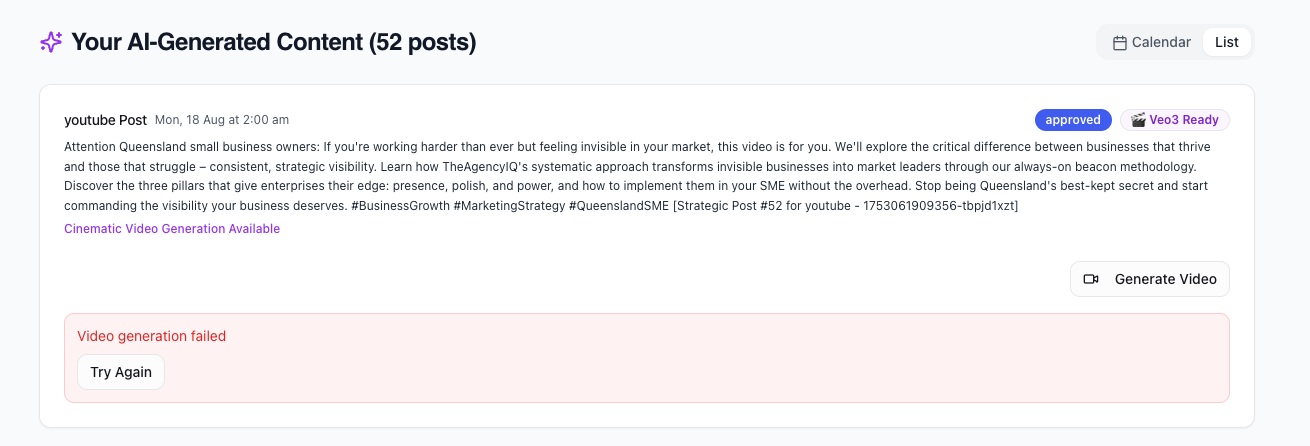 Your AI-Generated Content (52 posts)
Calendar
List
youtube Post Mon, 18 Aug at 2:00 am
approved
🎬 Veo3 Ready
Attention Queensland small business owners: If you're working harder than ever but feeling invisible in your market, this video is for you. We'll explore the critical difference between businesses that thrive
and those that struggle – consistent, strategic visibility. Learn how TheAgencyIQ's systematic approach transforms invisible businesses into market leaders through our always-on beacon methodology.
Discover the three pillars that give enterprises their edge: presence, polish, and power, and how to implement them in your SME without the overhead. Stop being Queensland's best-kept secret and start
commanding the visibility your business deserves. #BusinessGrowth #MarketingStrategy #QueenslandSME [Strategic Post #52 for youtube - 1753061909356-tbpjd1xzt]
Cinematic Video Generation Available
Generate Video
Video generation failed
Try Again